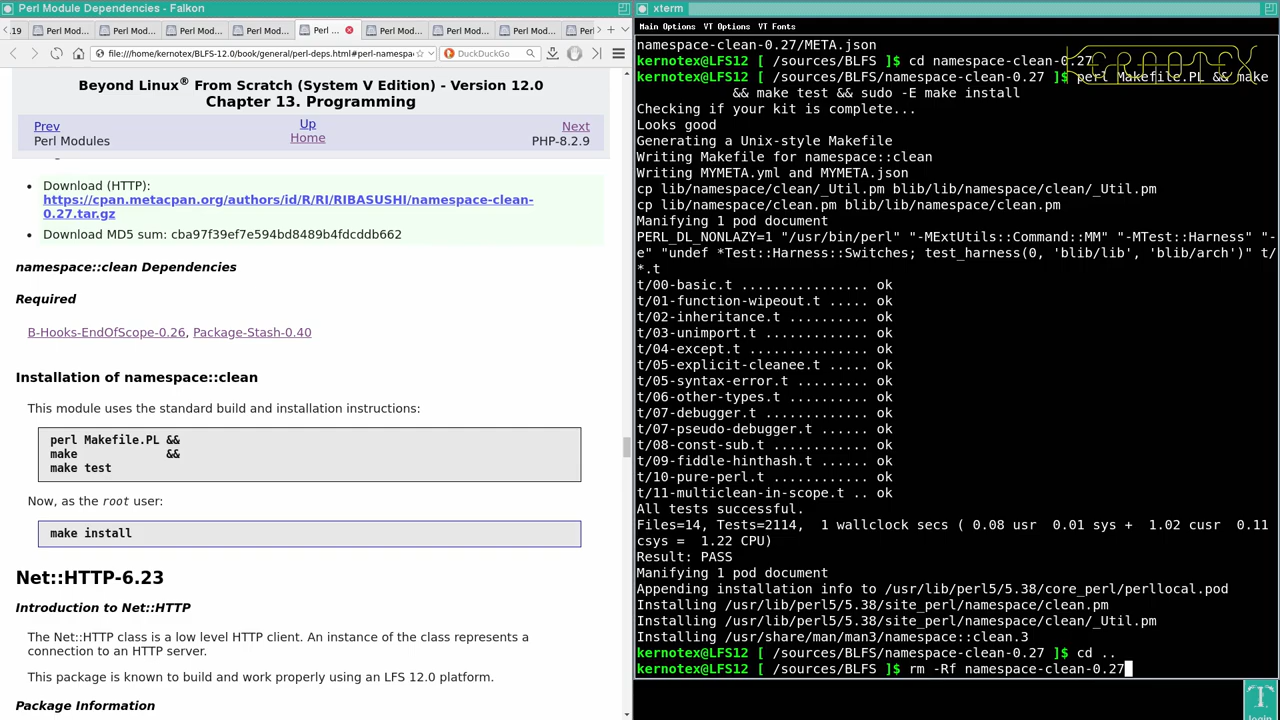 Perl Module Dependencies - Falkon
19
Perl Mod...
Perl Mod...
Perl Mod...
Perl Mod...
Perl ...
Perl Mod...
Perl Mod...
Perl Mod...
file:///home/kernotex/BLFS-12.0/book/general/perl-deps.html#perl-namespa
DuckDuckGo
Beyond Linux® From Scratch (System V Edition) - Version 12.0
Chapter 13. Programming
Prev
Up
Next
Perl Modules
Home
PHP-8.2.9
Download (HTTP):
https://cpan.metacpan.org/authors/id/R/RI/RIBASUSHI/namespace-clean-
0.27.tar.gz
Download MD5 sum: cba97f39ef7e594bd8489b4fdcddb662
namespace::clean Dependencies
Required
B-Hooks-EndOfScope-0.26, Package-Stash-0.40
Installation of namespace::clean
This module uses the standard build and installation instructions:
perl Makefile.PL &&
make             &&
make test
Now, as the root user:
make install
Net::HTTP-6.23
Introduction to Net::HTTP
The Net::HTTP class is a low level HTTP client. An instance of the class represents a
connection to an HTTP server.
This package is known to build and work properly using an LFS 12.0 platform.
Package Information
xterm
Main Options  VT Options  VT Fonts
KERNOTEX
namespace-clean-0.27/META.json
kernotex@LFS12 [ /sources/BLFS ]$ cd namespace-clean-0.27
kernotex@LFS12 [ /sources/BLFS/namespace-clean-0.27 ]$ perl Makefile.PL && make
&& make test && sudo -E make install
Checking if your kit is complete...
Looks good
Generating a Unix-style Makefile
Writing Makefile for namespace::clean
Writing MYMETA.yml and MYMETA.json
cp lib/namespace/clean/_Util.pm blib/lib/namespace/clean/_Util.pm
cp lib/namespace/clean.pm blib/lib/namespace/clean.pm
Manifying 1 pod document
PERL_DL_NONLAZY=1 "/usr/bin/perl" "-MExtUtils::Command::MM" "-MTest::Harness" "-
e" "undef *Test::Harness::Switches; test_harness(0, 'blib/lib', 'blib/arch')" t/
*.t
t/00-basic.t ................ ok
t/01-function-wipeout.t ..... ok
t/02-inheritance.t .......... ok
t/03-unimport.t ............. ok
t/04-except.t ............... ok
t/05-explicit-cleanee.t ..... ok
t/05-syntax-error.t ......... ok
t/06-other-types.t .......... ok
t/07-debugger.t ............. ok
t/07-pseudo-debugger.t ...... ok
t/08-const-sub.t ............ ok
t/09-fiddle-hinthash.t ...... ok
t/10-pure-perl.t ............ ok
t/11-multiclean-in-scope.t .. ok
All tests successful.
Files=14, Tests=2114,  1 wallclock secs ( 0.08 usr  0.01 sys +  1.02 cusr  0.11
csys =  1.22 CPU)
Result: PASS
Manifying 1 pod document
Appending installation info to /usr/lib/perl5/5.38/core_perl/perllocal.pod
Installing /usr/lib/perl5/5.38/site_perl/namespace/clean.pm
Installing /usr/lib/perl5/5.38/site_perl/namespace/clean/_Util.pm
Installing /usr/share/man/man3/namespace::clean.3
kernotex@LFS12 [ /sources/BLFS/namespace-clean-0.27 ]$ cd ..
kernotex@LFS12 [ /sources/BLFS ]$ rm -Rf namespace-clean-0.27
login